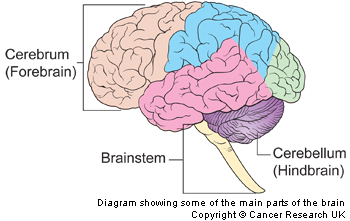 Cerebrum
(Forebrain)
Brainstem
Cerebellum
(Hindbrain)
Diagram showing some of the main parts of the brain
Copyright © Cancer Research UK